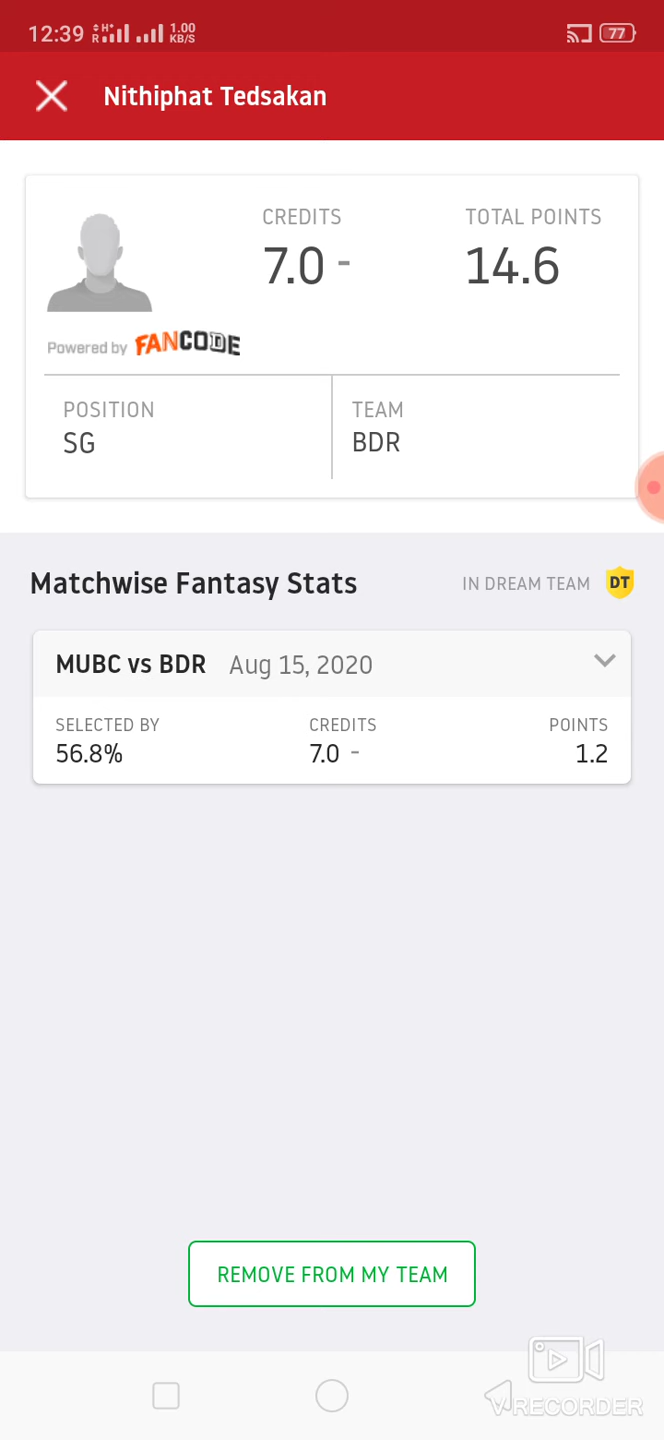 12:39 R H+ 1.00 KB/S 77
Nithiphat Tedsakan
CREDITS TOTAL POINTS
7.0 - 14.6
Powered by FANCODE
POSITION TEAM
SG BDR
Matchwise Fantasy Stats IN DREAM TEAM DT
MUBC vs BDR Aug 15, 2020
SELECTED BY CREDITS POINTS
56.8% 7.0 - 1.2
REMOVE FROM MY TEAM
VRECORDER